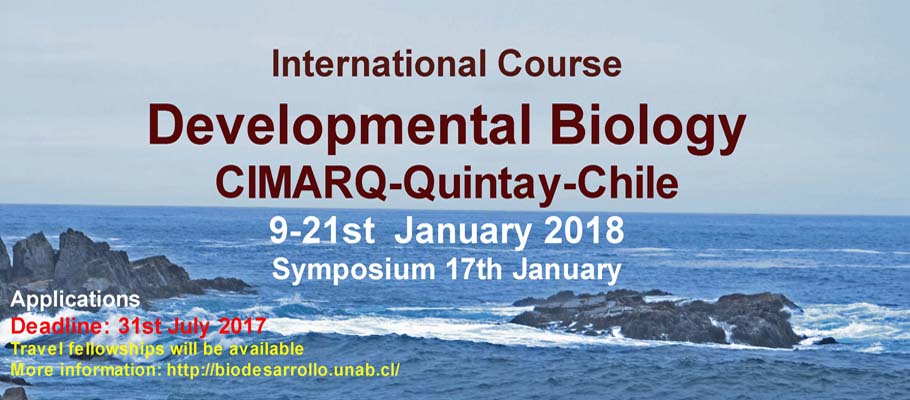 International Course
Developmental Biology
CIMARQ-Quintay-Chile
9-21st January 2018
Symposium 17th January
Applications
Deadline: 31st July 2017
Travel fellowships will be available
More information: http://biodesarrollo.unab.cl/